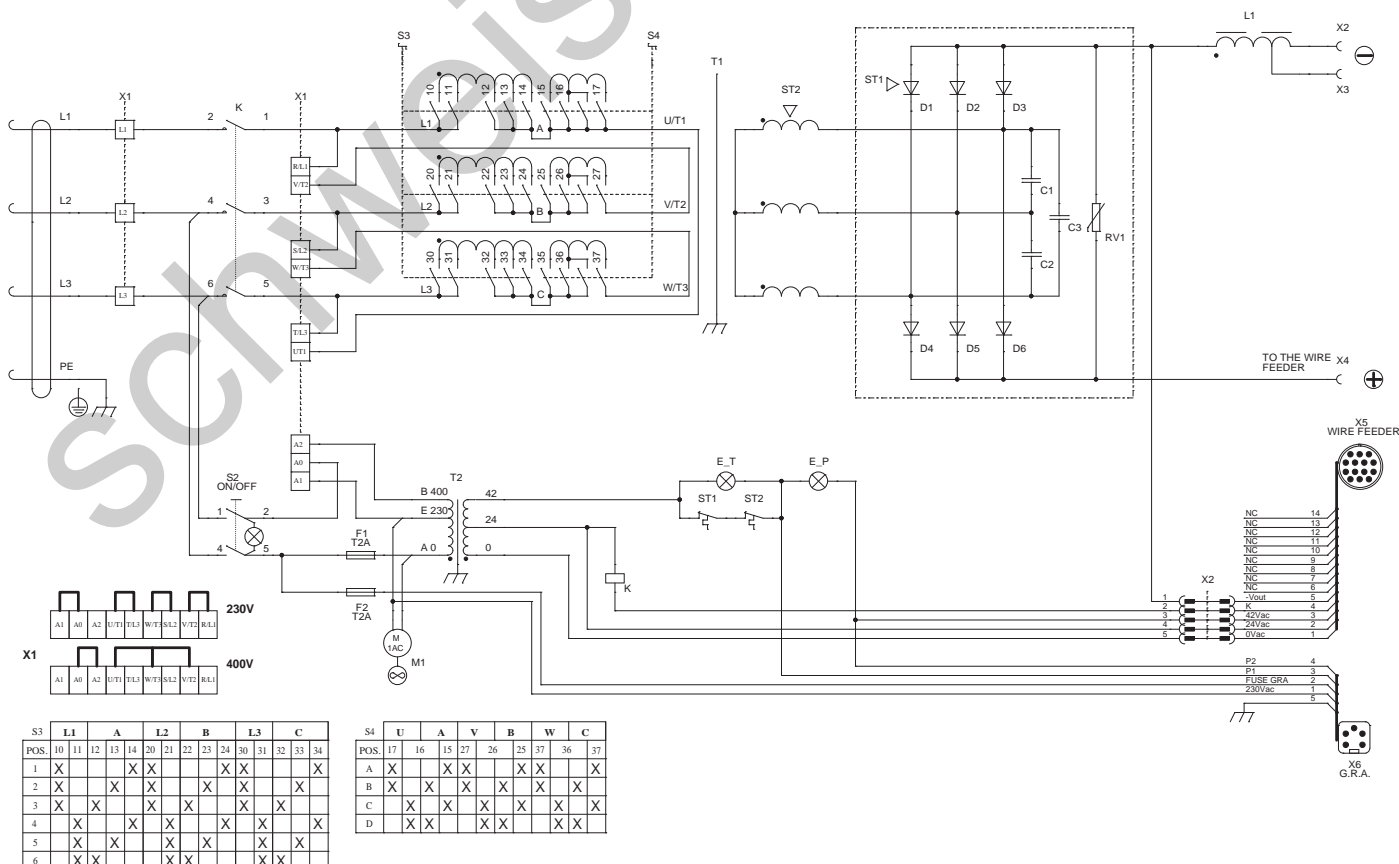 schweis
L1
X2
X3
S3
S4
T1
ST2
ST1
D1 D2 D3
X1 K X1
L1 L1 2 1
10 11 12 13 14 15 16 17
L1 A U/T1
R/L1
V/T2
20 21 22 23 24 25 26 27
L2 L2 4 3
L2 B V/T2
C1
C3
RV1
C2
S/L2
W/T3
30 31 32 33 34 35 36 37
L3 L3 6 5
L3 C W/T3
T/L3
UT1
D4 D5 D6
PE
TO THE WIRE
FEEDER
X4
X5
WIRE FEEDER
A2
A0
A1
S2
ON/OFF
1 2
4 5
T2
B 400
E 230
A 0
42
24
0
F1
T2A
F2
T2A
E_T
E_P
ST1 ST2
K
M
1AC
M1
NC 14
NC 13
NC 12
NC 11
NC 10
NC 9
NC 8
NC 7
NC 6
-Vout 5
K 4
42Vac 3
24Vac 2
0Vac 1
X2
1
2
3
4
5
P2 4
P1 3
FUSE GRA 2
230Vac 1
5
X6
G.R.A.
230V
A1 A0 A2 U/T1 T/L3 W/T3 S/L2 V/T2 R/L1
X1
400V
A1 A0 A2 U/T1 T/L3 W/T3 S/L2 V/T2 R/L1
S3 L1 A L2 B L3 C
POS. 10 11 12 13 14 20 21 22 23 24 30 31 32 33 34
1 X X X X X X
2 X X X X X X
3 X X X X X X
4 X X X X X X
5 X X X X X X
6 X X X X X X
S4 U A V B W C
POS. 17 16 15 27 26 25 37 36 37
A X X X X X X
B X X X X X X
C X X X X X X
D X X X X X X